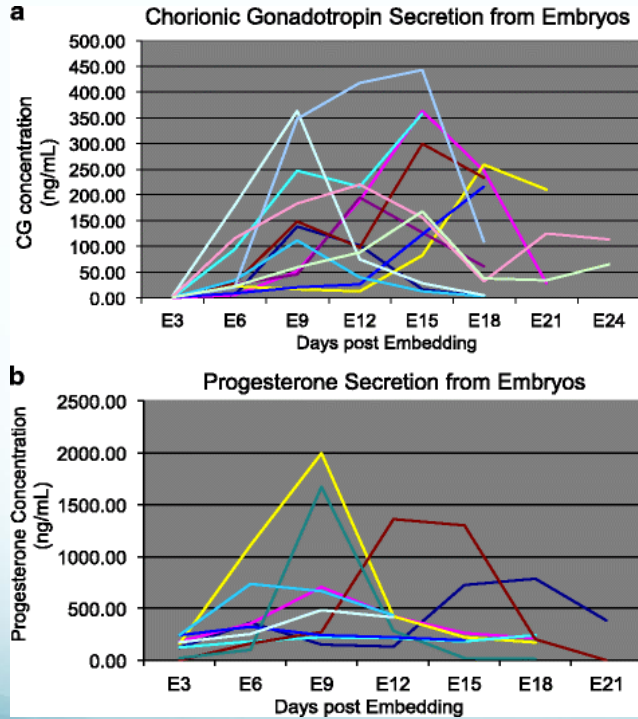 a
Chorionic Gonadotropin Secretion from Embryos
CG concentration
(ng/mL)
500.00
450.00
400.00
350.00
300.00
250.00
200.00
150.00
100.00
50.00
0.00
E3 E6 E9 E12 E15 E18 E21 E24
Days post Embedding
b
Progesterone Secretion from Embryos
Progesterone Concentration
(ng/mL)
2500.00
2000.00
1500.00
1000.00
500.00
0.00
E3 E6 E9 E12 E15 E18 E21
Days post Embedding